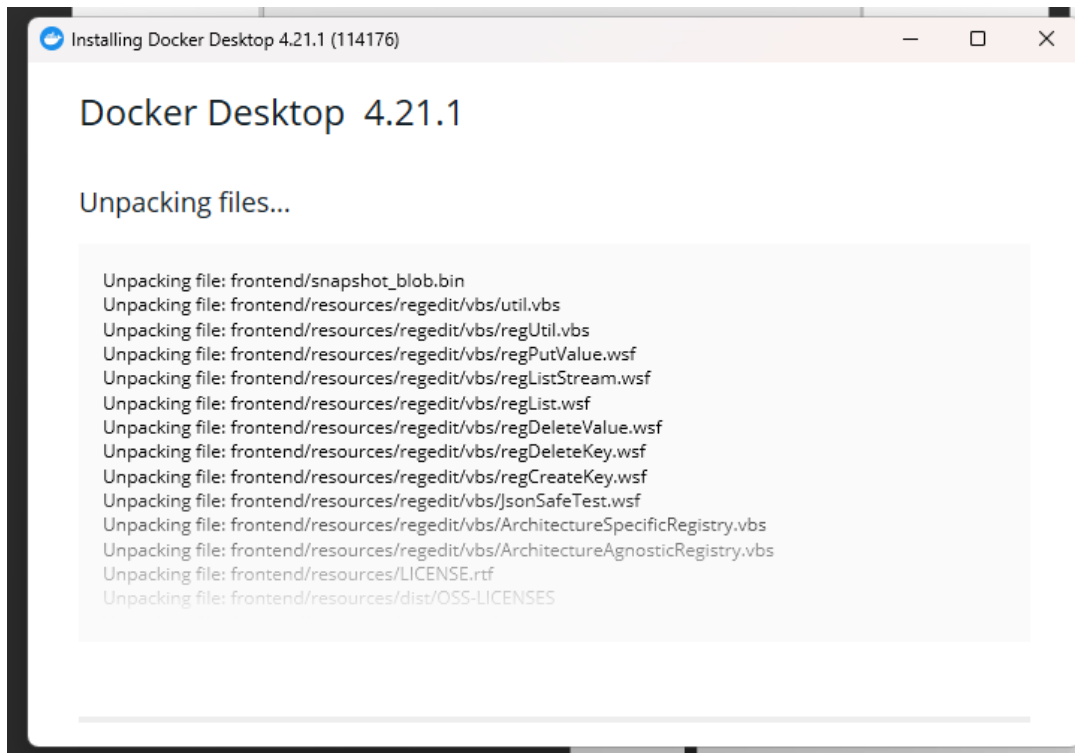 Installing Docker Desktop 4.21.1 (114176)
Docker Desktop 4.21.1
Unpacking files...
Unpacking file: frontend/snapshot_blob.bin
Unpacking file: frontend/resources/regedit/vbs/util.vbs
Unpacking file: frontend/resources/regedit/vbs/regUtil.vbs
Unpacking file: frontend/resources/regedit/vbs/regPutValue.wsf
Unpacking file: frontend/resources/regedit/vbs/regListStream.wsf
Unpacking file: frontend/resources/regedit/vbs/regList.wsf
Unpacking file: frontend/resources/regedit/vbs/regDeleteValue.wsf
Unpacking file: frontend/resources/regedit/vbs/regDeleteKey.wsf
Unpacking file: frontend/resources/regedit/vbs/regCreateKey.wsf
Unpacking file: frontend/resources/regedit/vbs/JsonSafeTest.wsf
Unpacking file: frontend/resources/regedit/vbs/ArchitectureSpecificRegistry.vbs
Unpacking file: frontend/resources/regedit/vbs/ArchitectureAgnosticRegistry.vbs
Unpacking file: frontend/resources/LICENSE.rtf
Unpacking file: frontend/resources/dist/OSS-LICENSES